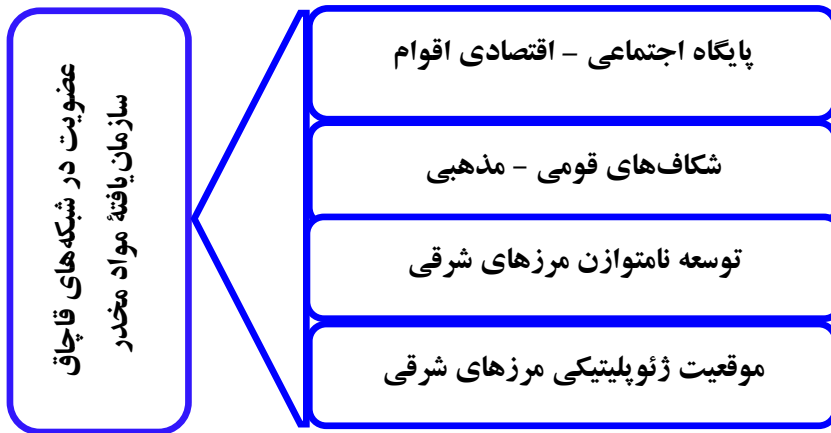 پایگاه اجتماعی - اقتصادی اقوام
شکاف‌های قومی - مذهبی
توسعه نامتوازن مرزهای شرقی
موقعیت ژئوپلیتیکی مرزهای شرقی
عضویت در شبکه‌های قاچاق
سازمان یافتهٔ مواد مخدر